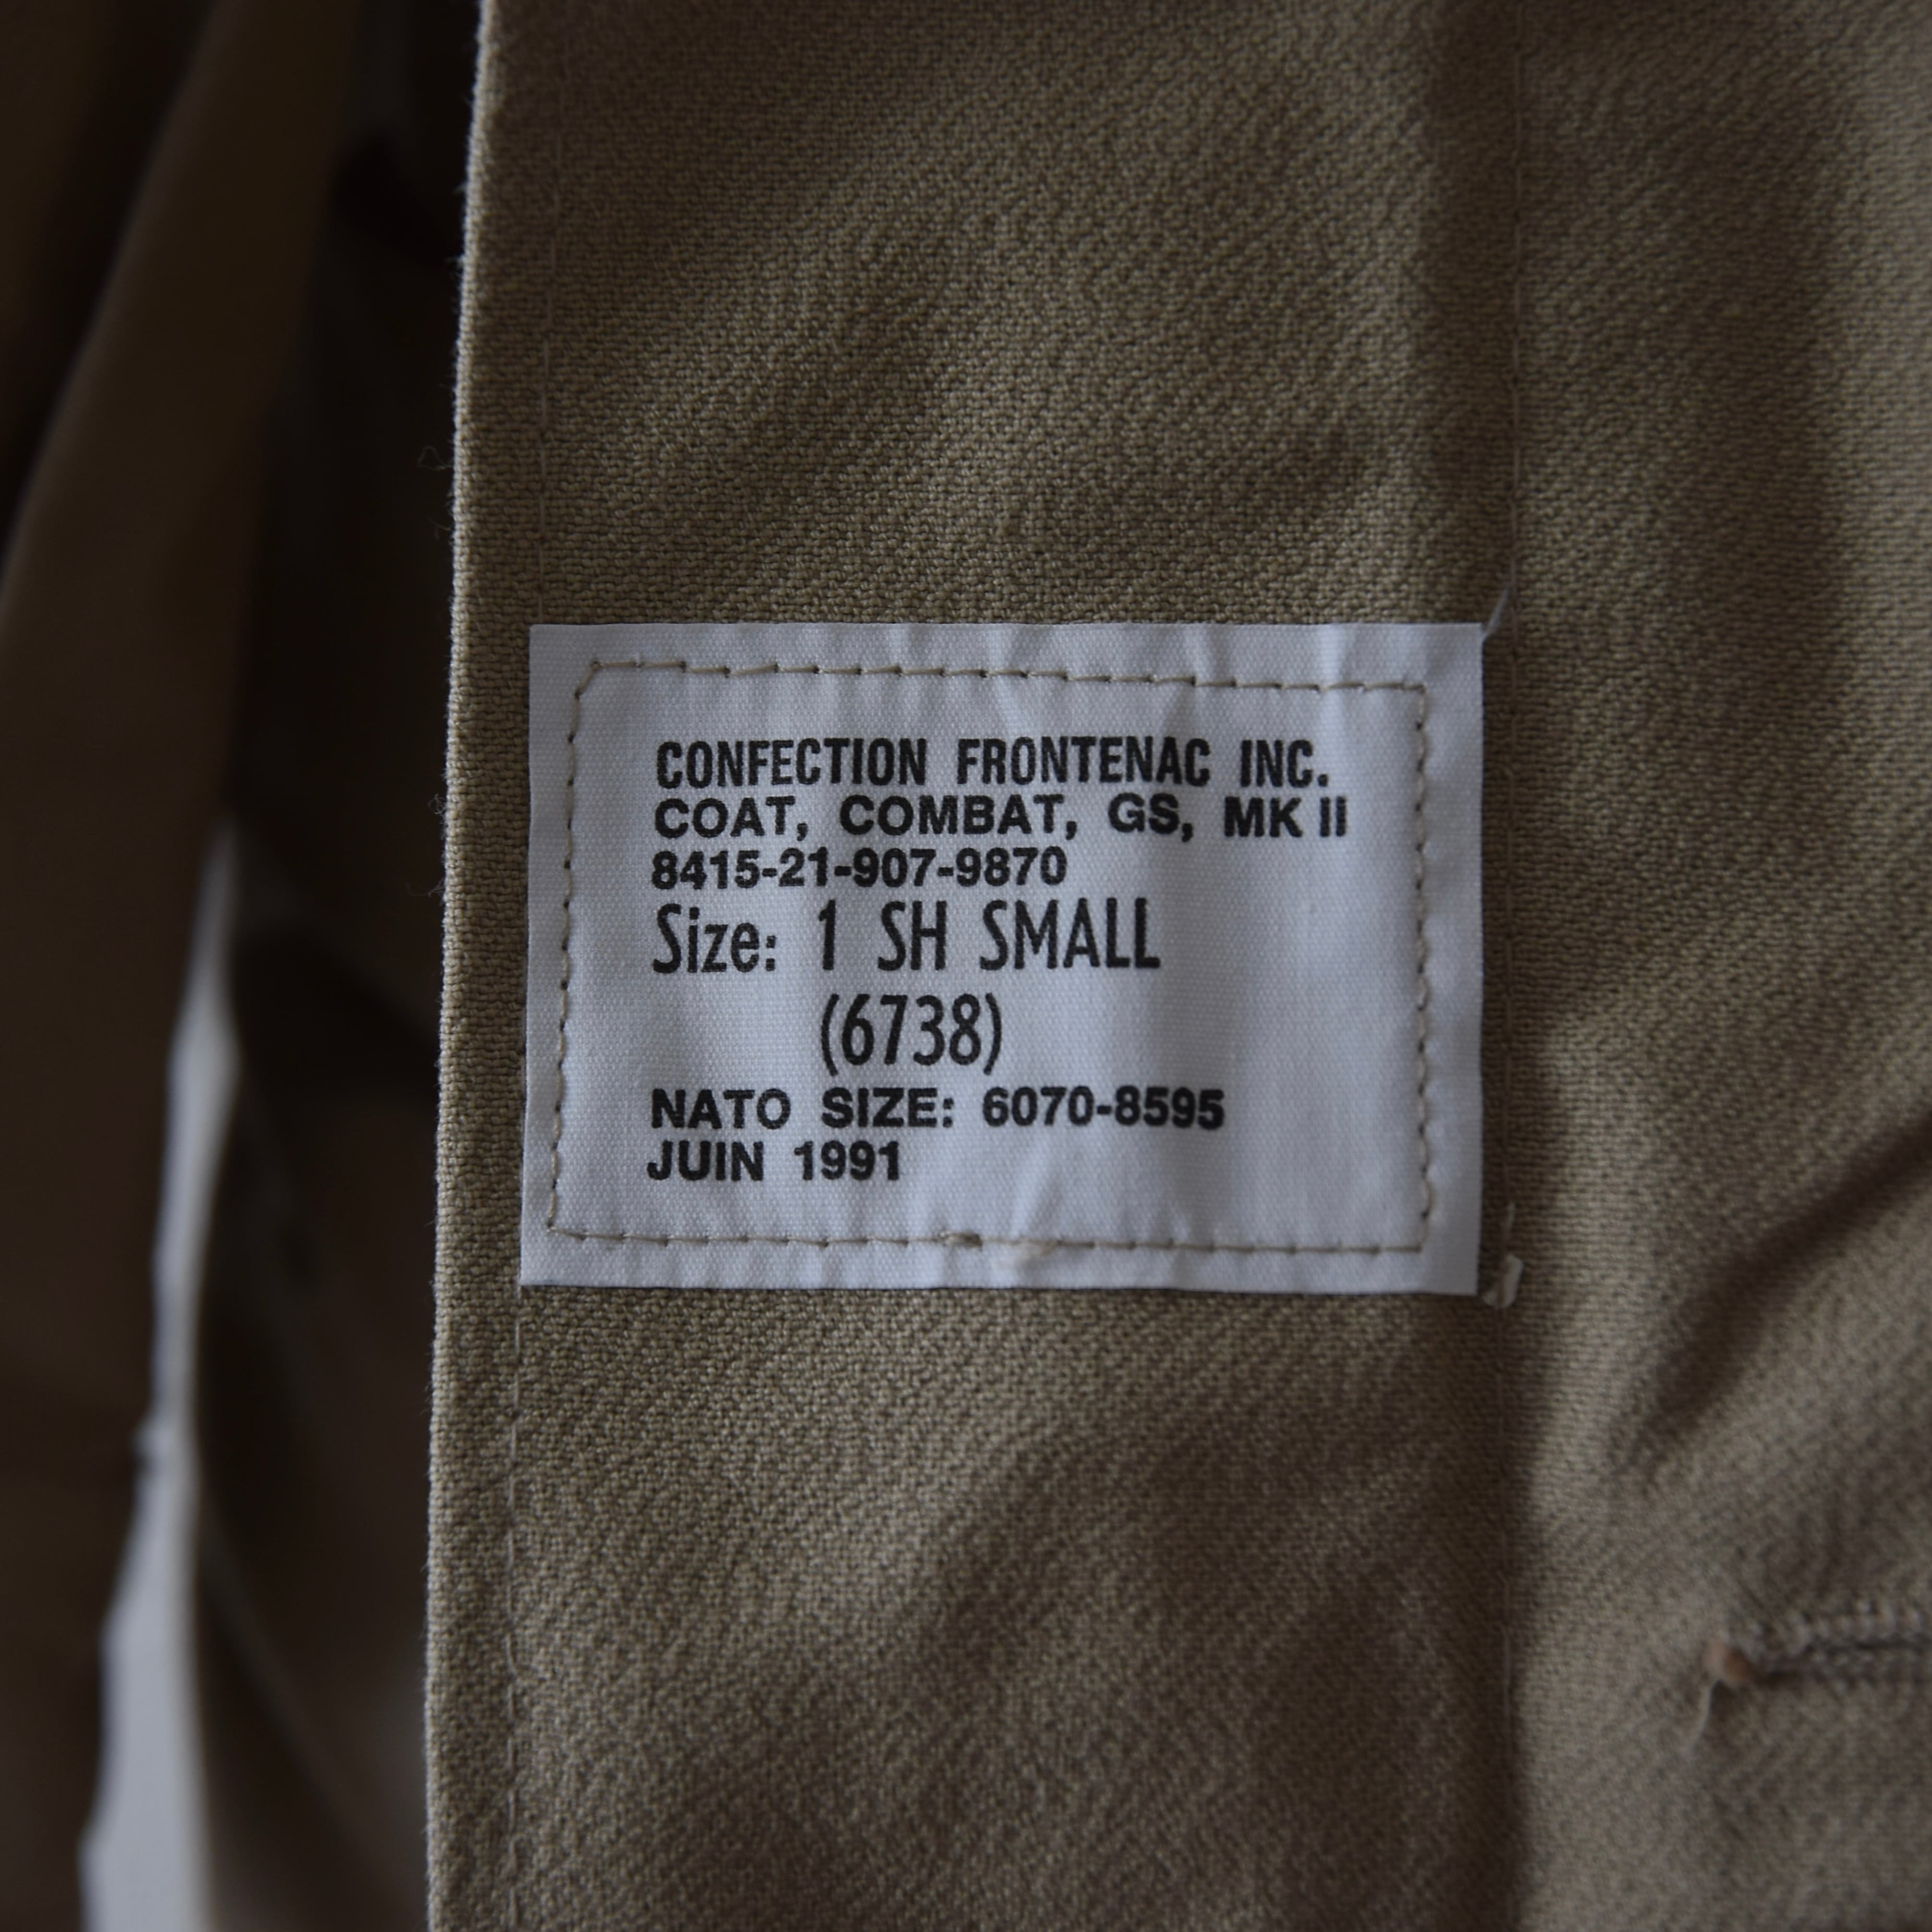 CONFECTION FRONTENAC INC.
COAT, COMBAT, GS, MK II
8415-21-907-9870
Size: 1 SH SMALL
(6738)
NATO SIZE: 6070-8595
JUIN 1991